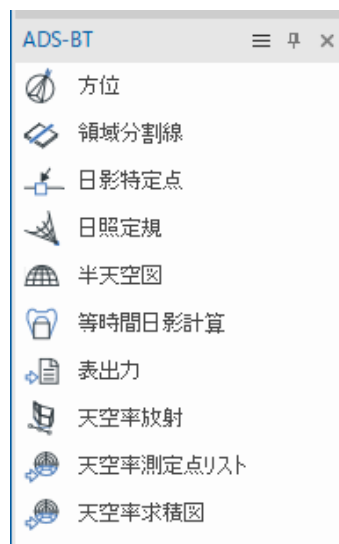 ADS-BT
方位
領域分割線
日影特定点
日照定規
半天空図
等時間日影計算
表出力
天空率放射
天空率測定点リスト
天空率求積図